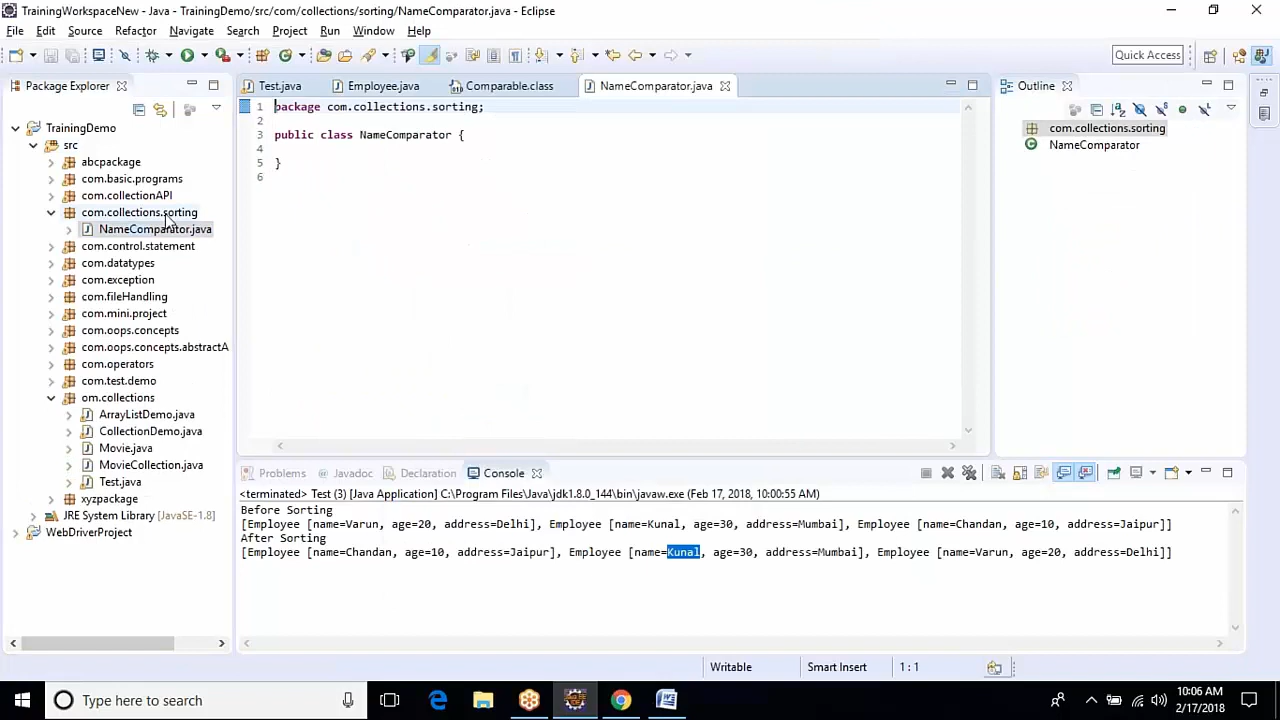 TrainingWorkspaceNew - Java - TrainingDemo/src/com/collections/sorting/NameComparator.java - Eclipse
File Edit Source Refactor Navigate Search Project Run Window Help
Quick Access
Package Explorer
TrainingDemo
src
abcpackage
com.basic.programs
com.collectionAPI
com.collections.sorting
NameComparator.java
com.control.statement
com.datatypes
com.exception
com.fileHandling
com.mini.project
com.oops.concepts
com.oops.concepts.abstractA
com.operators
com.test.demo
om.collections
ArrayListDemo.java
CollectionDemo.java
Movie.java
MovieCollection.java
Test.java
xyzpackage
JRE System Library [JavaSE-1.8]
WebDriverProject
Test.java Employee.java Comparable.class NameComparator.java
1 package com.collections.sorting;
2
3 public class NameComparator {
4
5 }
6
Outline
com.collections.sorting
NameComparator
Problems Javadoc Declaration Console
<terminated> Test (3) [Java Application] C:\Program Files\Java\jdk1.8.0_144\bin\javaw.exe (Feb 17, 2018, 10:00:55 AM)
Before Sorting
[Employee [name=Varun, age=20, address=Delhi], Employee [name=Kunal, age=30, address=Mumbai], Employee [name=Chandan, age=10, address=Jaipur]]
After Sorting
[Employee [name=Chandan, age=10, address=Jaipur], Employee [name=Kunal, age=30, address=Mumbai], Employee [name=Varun, age=20, address=Delhi]]
Writable Smart Insert 1 : 1
Type here to search
10:06 AM
2/17/2018